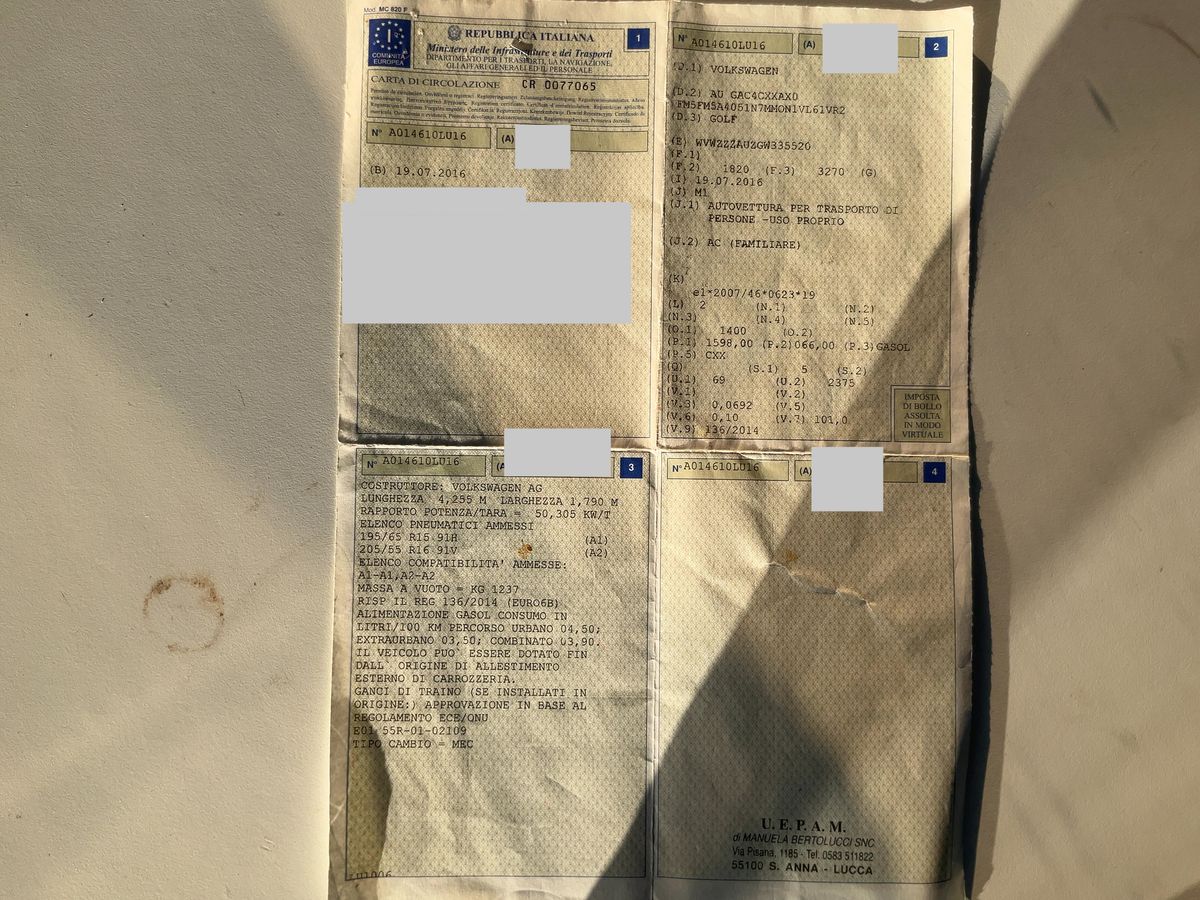 Mod. MC 820 F
COMUNITÀ
EUROPEA
I
REPUBBLICA ITALIANA
1
Ministero delle Infrastrutture e dei Trasporti
DIPARTIMENTO PER I TRASPORTI, LA NAVIGAZIONE,
GLI AFFARI GENERALI ED IL PERSONALE
CARTA DI CIRCOLAZIONE CR 0077065
N° A014610LU16 (A)
(B) 19.07.2016
N° A014610LU16 (A)
2
(D.1) VOLKSWAGEN
(D.2) AU GAC4CXXAX0
FM5FM5A4051N7MMON1VL61VR2
(D.3) GOLF
(E) WVWZZZAUZGW335520
(F.1)
(F.2) 1820 (F.3) 3270 (G)
(I) 19.07.2016
(J) M1
(J.1) AUTOVETTURA PER TRASPORTO DI
PERSONE -USO PROPRIO
(J.2) AC (FAMILIARE)
(K)
e1*2007/46*0623*19
(L) 2 (N.1) (N.2)
(N.3) (N.4) (N.5)
(O.1) 1400 (O.2)
(P.1) 1598,00 (P.2)066,00 (P.3)GASOL
(P.5) CXX
(Q) (S.1) 5 (S.2)
(U.1) 69 (U.2) 2375
(V.1) (V.2)
(V.3) 0,0692 (V.5)
(V.6) 0,10 (V.7) 101,0
(V.9) 136/2014
IMPOSTA
DI BOLLO
ASSOLTA
IN MODO
VIRTUALE
N° A014610LU16 (A)
3
COSTRUTTORE: VOLKSWAGEN AG
LUNGHEZZA 4,255 M LARGHEZZA 1,790 M
RAPPORTO POTENZA/TARA = 50,305 KW/T
ELENCO PNEUMATICI AMMESSI
195/65 R15 91H (A1)
205/55 R16 91V (A2)
ELENCO COMPATIBILITA' AMMESSE:
A1-A1,A2-A2
MASSA A VUOTO = KG 1237
RISP IL REG 136/2014 (EURO6B)
ALIMENTAZIONE GASOL CONSUMO IN
LITRI/100 KM PERCORSO URBANO 04,50;
EXTRAURBANO 03,50; COMBINATO 03,90.
IL VEICOLO PUO` ESSERE DOTATO FIN
DALL` ORIGINE DI ALLESTIMENTO
ESTERNO DI CARROZZERIA.
GANCI DI TRAINO (SE INSTALLATI IN
ORIGINE:) APPROVAZIONE IN BASE AL
REGOLAMENTO ECE/ONU
E01 55R-01-02109
TIPO CAMBIO = MEC
N° A014610LU16 (A)
4
U. E. P. A. M.
di MANUELA BERTOLUCCI SNC
Via Pisana, 1185 - Tel. 0583 511822
55100 S. ANNA - LUCCA